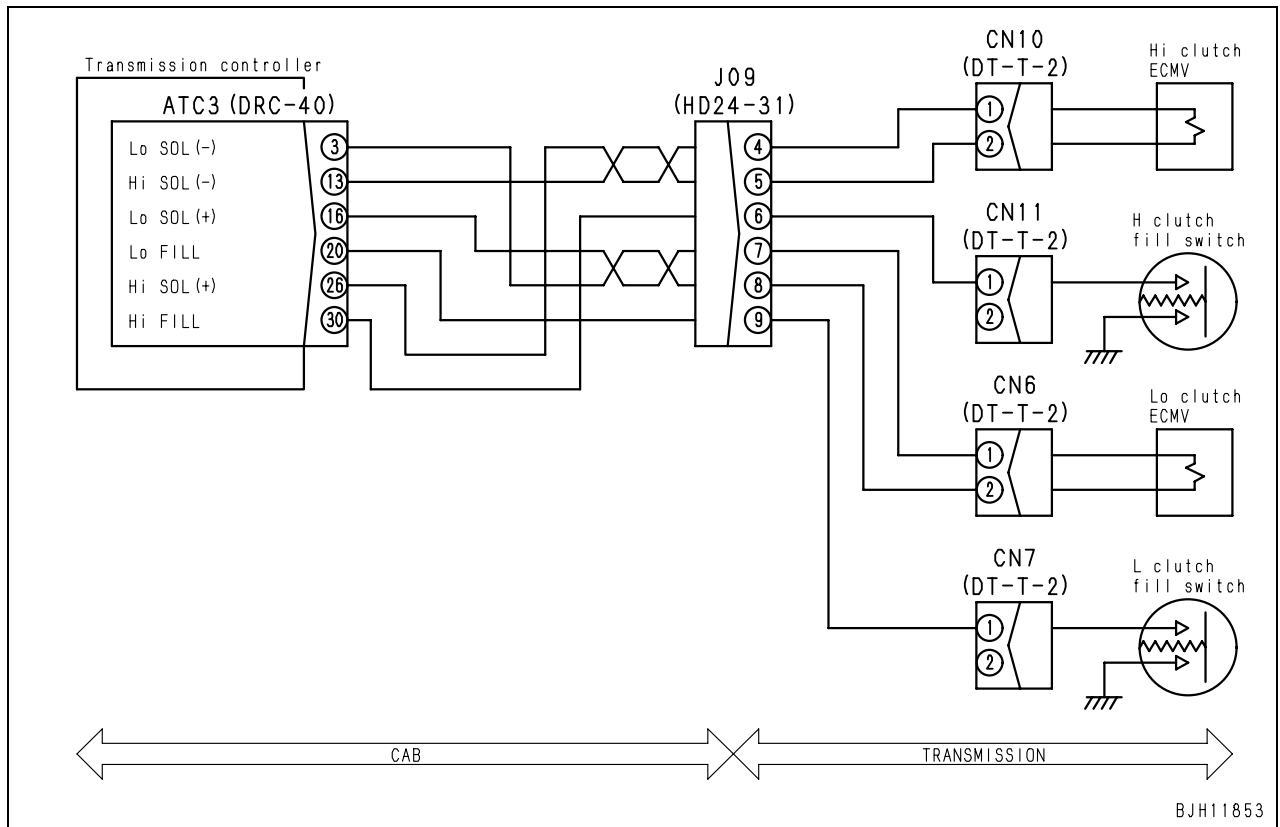 Transmission controller
ATC3 (DRC-40)
Lo SOL(-)
3
Hi SOL(-)
13
Lo SOL(+)
16
Lo FILL
20
Hi SOL(+)
26
Hi FILL
30
J09
(HD24-31)
4
5
6
7
8
9
CN10
(DT-T-2)
1
2
Hi clutch
ECMV
CN11
(DT-T-2)
1
2
H clutch
fill switch
CN6
(DT-T-2)
1
2
Lo clutch
ECMV
CN7
(DT-T-2)
1
2
L clutch
fill switch
CAB
TRANSMISSION
BJH11853